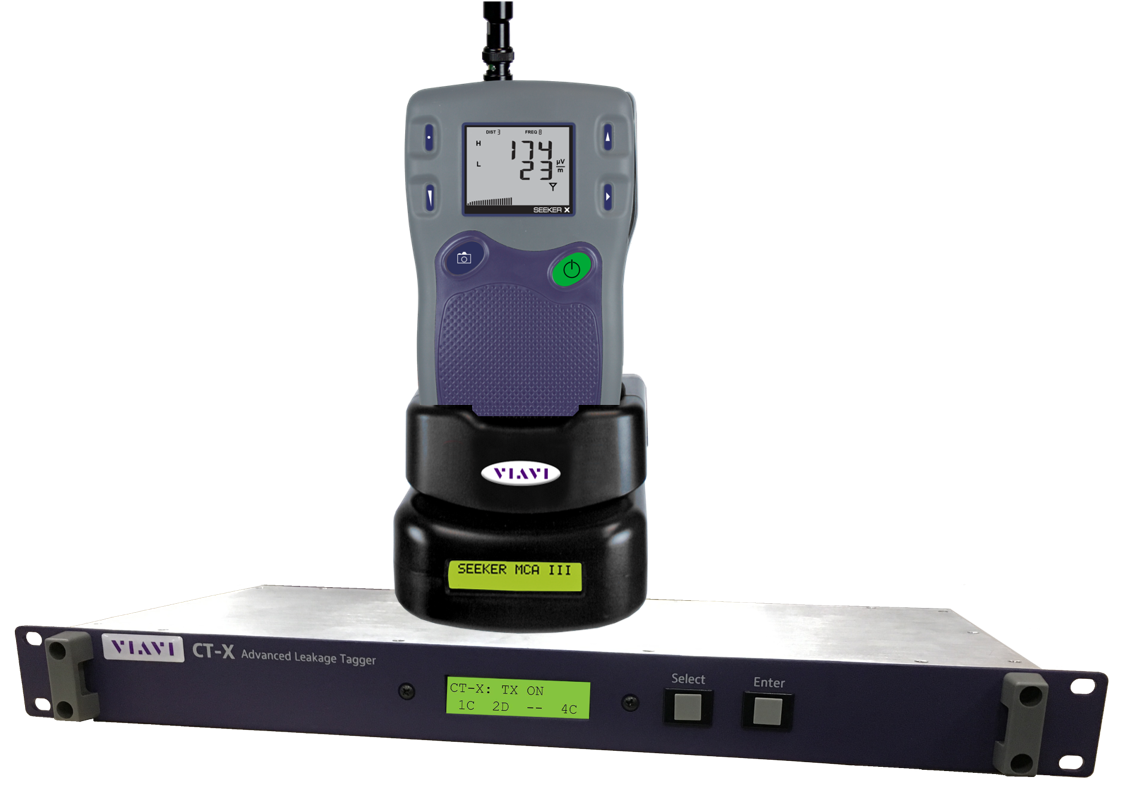 DIST 3 FREQ
H 174
L 23 µV/m
SEEKER X
VIAVI
SEEKER MCA III
VIAVI CT-X Advanced Leakage Tagger
CT-X: TX ON
1C 2D -- 4C
Select
Enter